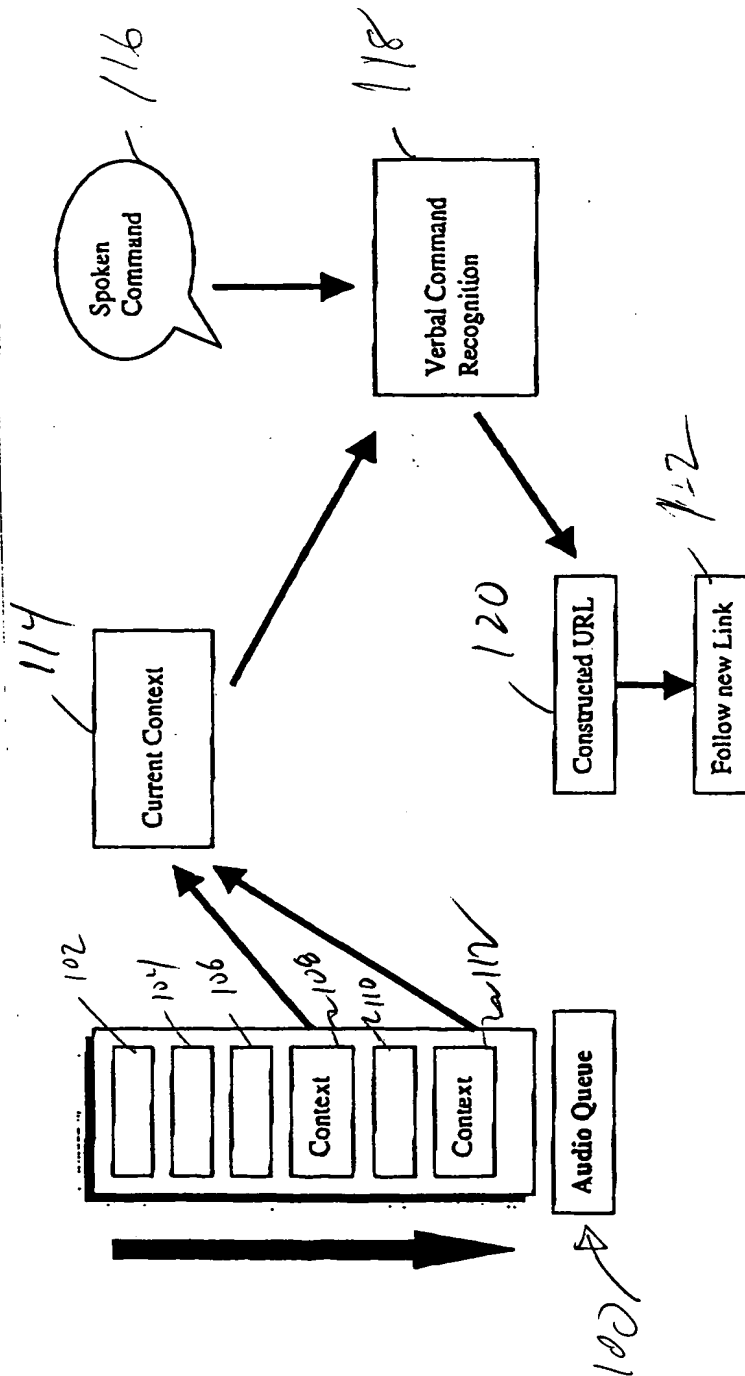 116
Spoken
Command
118
Verbal Command
Recognition
114
Current Context
120
Constructed URL
Follow new Link
102
104
106
108
Context
110
112
Context
Audio Queue
100